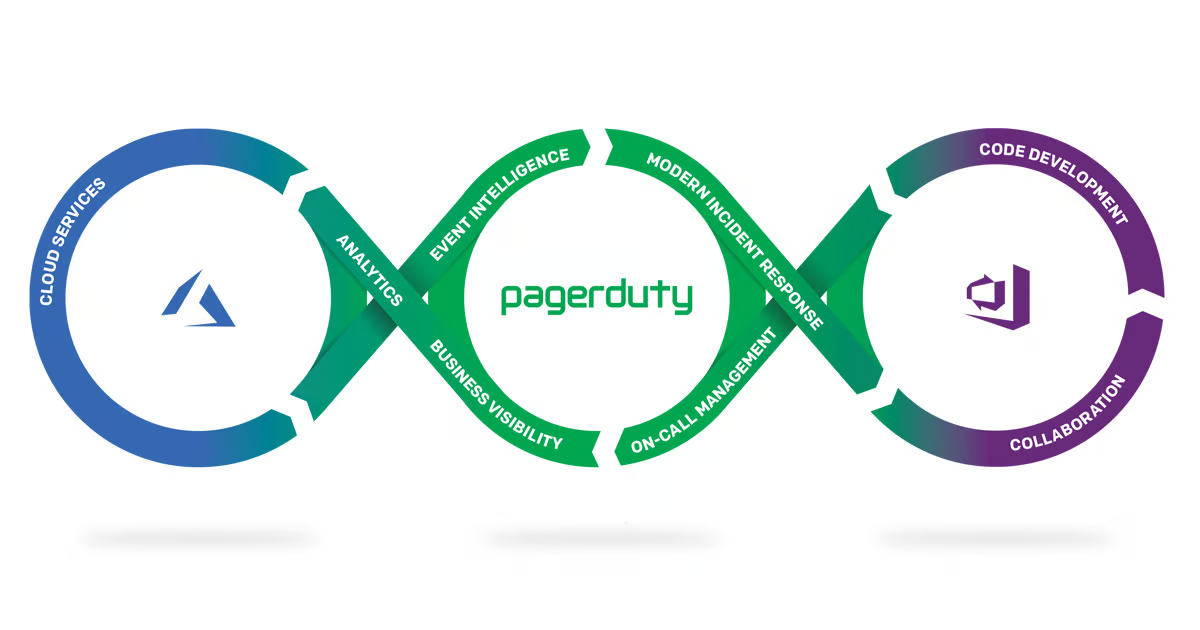 CLOUD SERVICES
ANALYTICS
EVENT INTELLIGENCE
BUSINESS VISIBILITY
pagerduty
MODERN INCIDENT RESPONSE
ON-CALL MANAGEMENT
CODE DEVELOPMENT
COLLABORATION